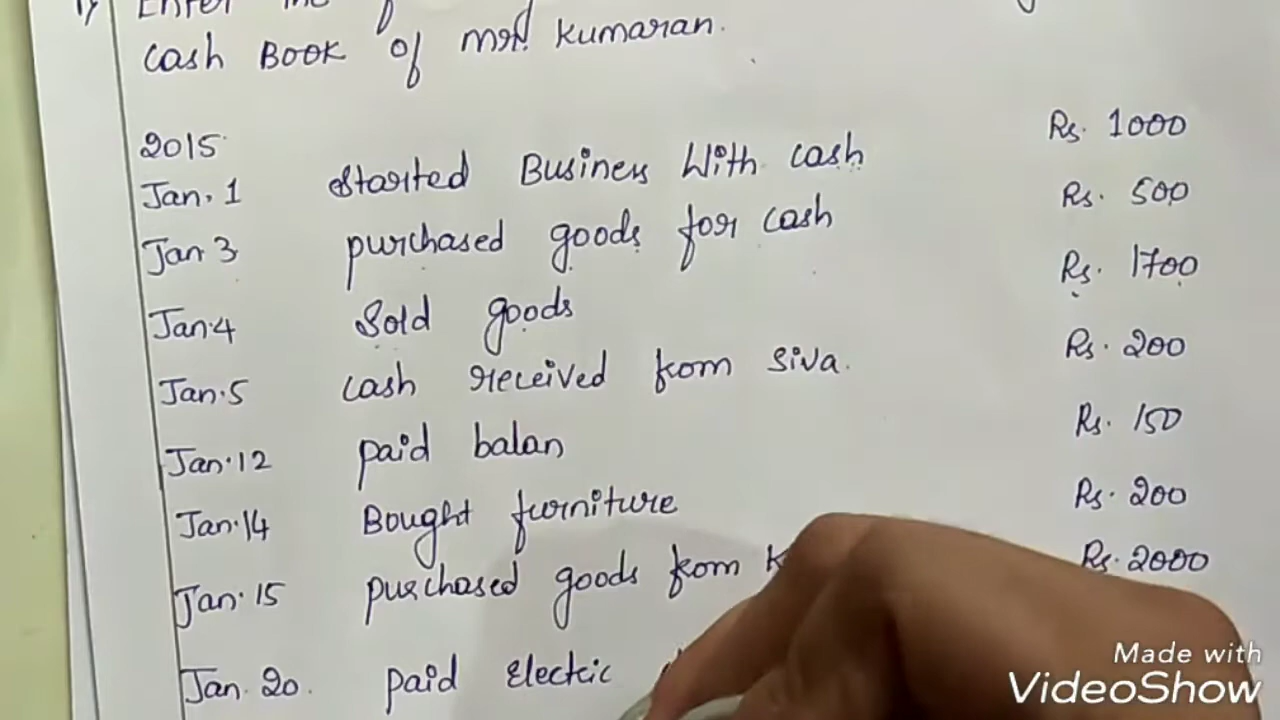 Cash Book of Mr. Kumaran.
2015
Jan. 1 Started Business With cash Rs. 1000
Jan 3 purchased goods for cash Rs. 500
Jan. 4 Sold goods Rs. 1700
Jan. 5 cash received from Siva. Rs. 200
Jan. 12 paid balan Rs. 150
Jan. 14 Bought furniture Rs. 200
Jan. 15 purchased goods from Rs. 2000
Jan. 20. paid Electric
Made with
VideoShow